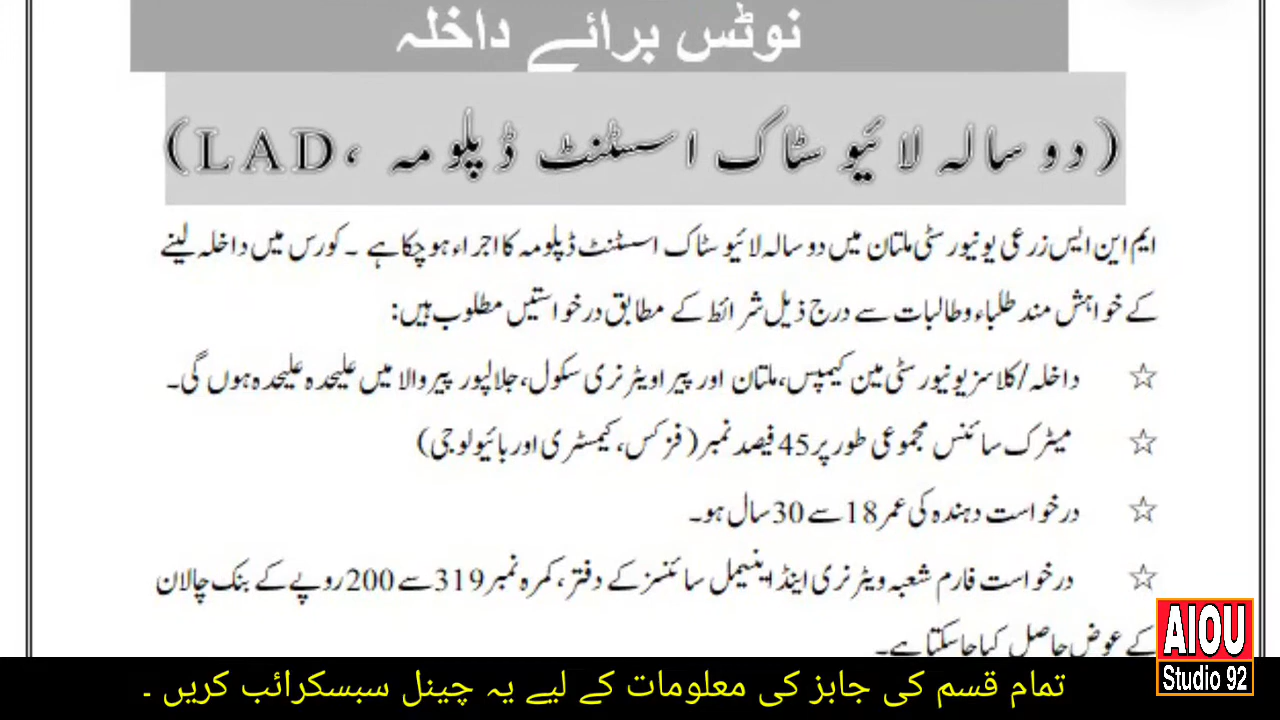 نوٹس برائے داخلہ
(دو سالہ لائیو سٹاک اسسٹنٹ ڈپلومہ ،LAD)
ایم این ایس زرعی یونیورسٹی ملتان میں دو سالہ لائیو سٹاک اسسٹنٹ ڈپلومہ کا اجراء ہو چکا ہے ۔ کورس میں داخلہ لینے
کے خواہش مند طلباء و طالبات سے درج ذیل شرائط کے مطابق درخواستیں مطلوب ہیں:
☆ داخلہ/کلاسز یونیورسٹی مین کیمپس،ملتان اور پیرا ویٹرنری سکول،جلالپور پیروالا میں علیحدہ علیحدہ ہوں گی۔
☆ میٹرک سائنس مجموعی طور پر 45 فیصد نمبر (فزکس، کیمسٹری اور بائیولوجی)
☆ درخواست دہندہ کی عمر 18 سے 30 سال ہو۔
☆ درخواست فارم شعبہ ویٹرنری اینڈ اینیمل سائنسز کے دفتر، کمرہ نمبر 319 سے 200 روپے کے بنک چالان
کے عوض حاصل کیا جا سکتا ہے۔
AIOU
Studio 92
تمام قسم کی جابز کی معلومات کے لیے یہ چینل سبسکرائب کریں ۔